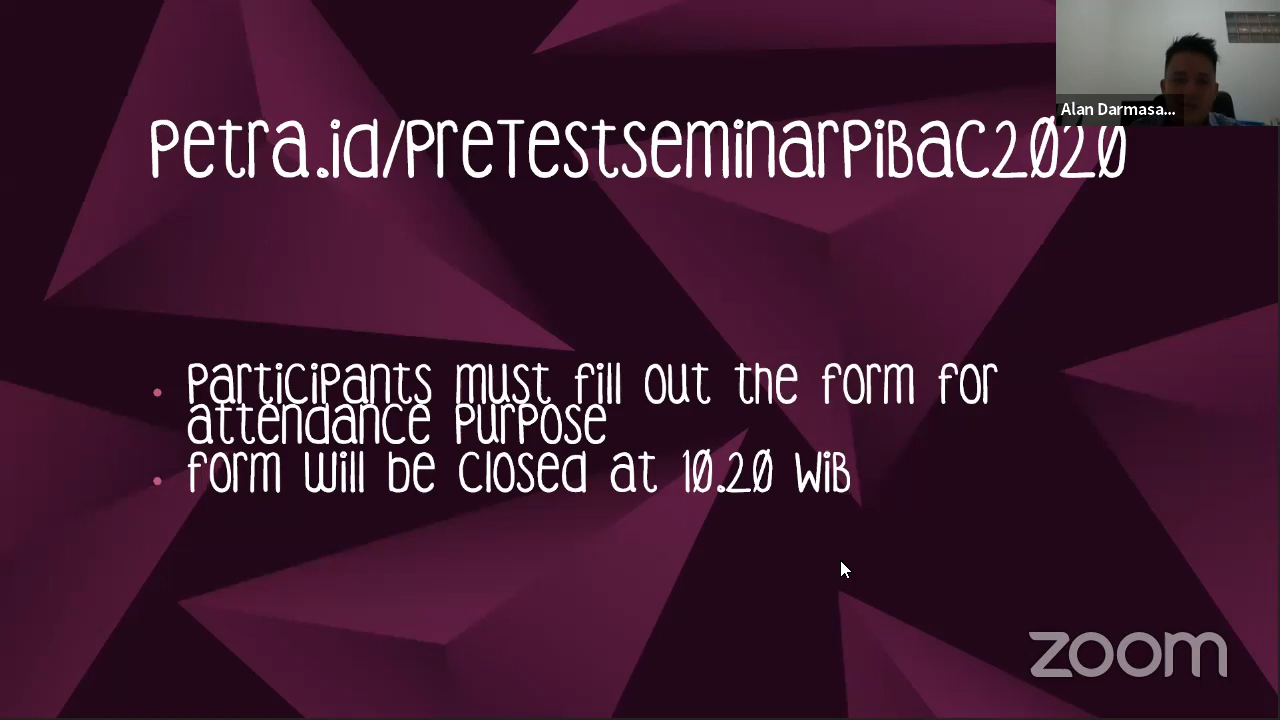 Petra.id/PreTestseminarPiBac2020
Alan Darmasa...
Participants must fill out the form for
attendance Purpose
form will be closed at 10.20 WiB
zoom